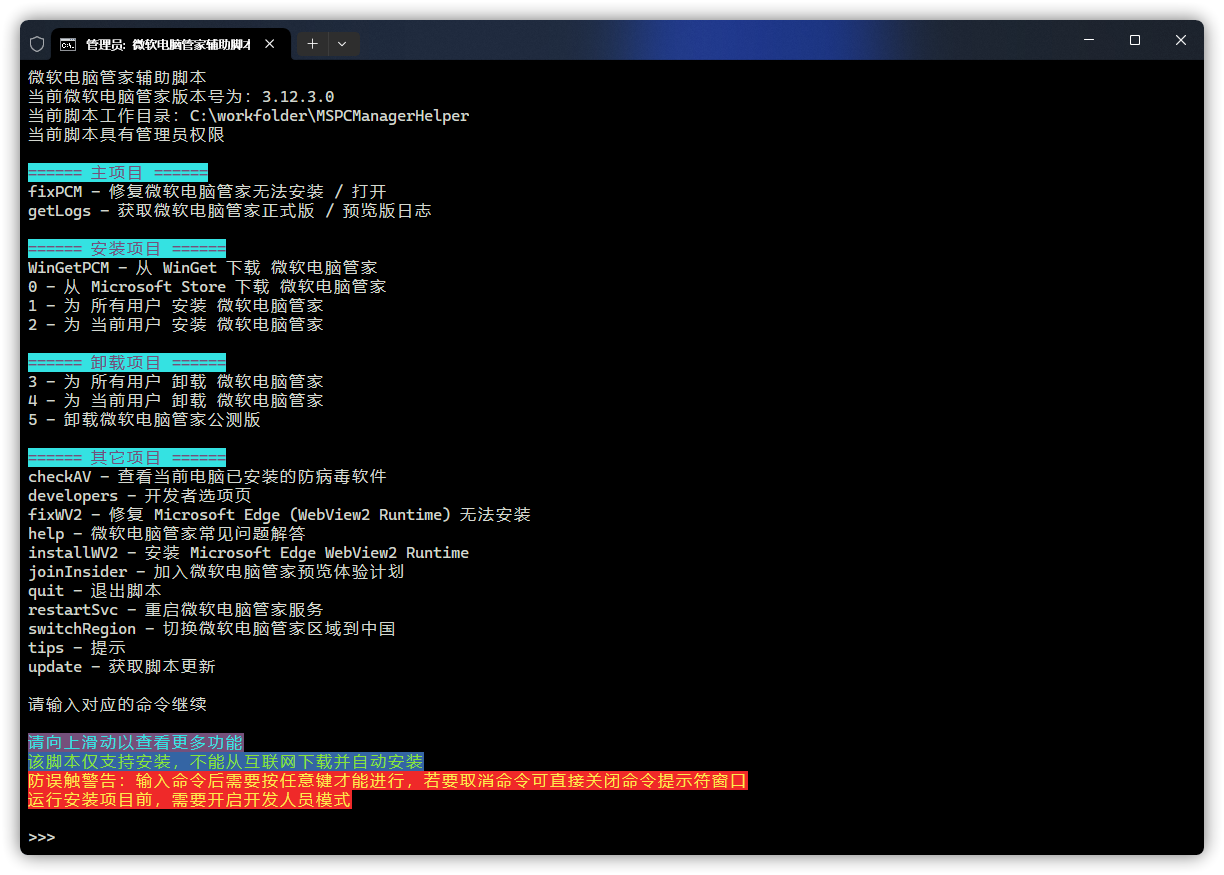 管理员: 微软电脑管家辅助脚本
微软电脑管家辅助脚本
当前微软电脑管家版本号为: 3.12.3.0
当前脚本工作目录: C:\workfolder\MSPCManagerHelper
当前脚本具有管理员权限
====== 主项目 ======
fixPCM - 修复微软电脑管家无法安装 / 打开
getLogs - 获取微软电脑管家正式版 / 预览版日志
====== 安装项目 ======
WinGetPCM - 从 WinGet 下载 微软电脑管家
0 - 从 Microsoft Store 下载 微软电脑管家
1 - 为 所有用户 安装 微软电脑管家
2 - 为 当前用户 安装 微软电脑管家
====== 卸载项目 ======
3 - 为 所有用户 卸载 微软电脑管家
4 - 为 当前用户 卸载 微软电脑管家
5 - 卸载微软电脑管家公测版
====== 其它项目 ======
checkAV - 查看当前电脑已安装的防病毒软件
developers - 开发者选项页
fixWV2 - 修复 Microsoft Edge (WebView2 Runtime) 无法安装
help - 微软电脑管家常见问题解答
installWV2 - 安装 Microsoft Edge WebView2 Runtime
joinInsider - 加入微软电脑管家预览体验计划
quit - 退出脚本
restartSvc - 重启微软电脑管家服务
switchRegion - 切换微软电脑管家区域到中国
tips - 提示
update - 获取脚本更新
请输入对应的命令继续
请向上滑动以查看更多功能
该脚本仅支持安装，不能从互联网下载并自动安装
防误触警告: 输入命令后需要按任意键才能进行，若要取消命令可直接关闭命令提示符窗口
运行安装项目前，需要开启开发人员模式
>>>